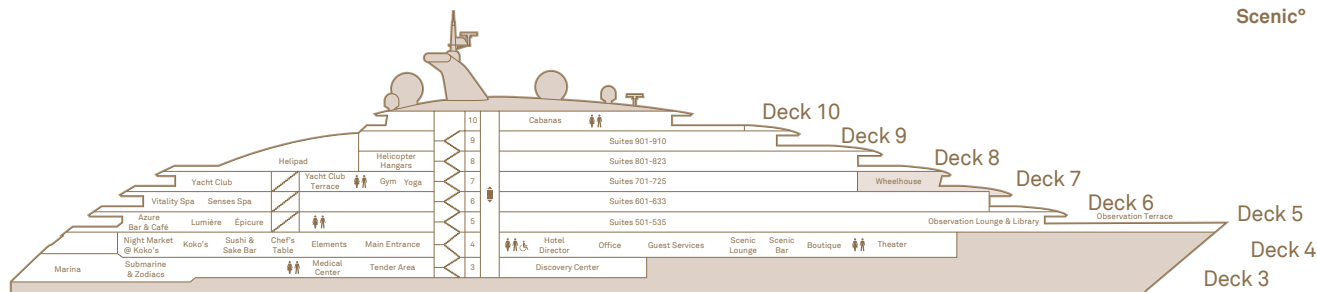 Scenic°
Deck 10
10
Cabanas
Deck 9
9
Suites 901-910
Helipad
Helicopter
Hangars
8
Suites 801-823
Deck 8
Yacht Club
Yacht Club
Terrace
Gym
Yoga
7
Suites 701-725
Wheelhouse
Deck 7
Vitality Spa
Senses Spa
6
Suites 601-633
Deck 6
Azure
Bar & Café
Lumière
Épicure
5
Suites 501-535
Observation Lounge & Library
Observation Terrace
Deck 5
Night Market
@ Koko's
Koko's
Sushi &
Sake Bar
Chef's
Table
Elements
Main Entrance
4
Hotel
Director
Office
Guest Services
Scenic
Lounge
Scenic
Bar
Boutique
Theater
Deck 4
Marina
Submarine
& Zodiacs
Medical
Center
Tender Area
3
Discovery Center
Deck 3